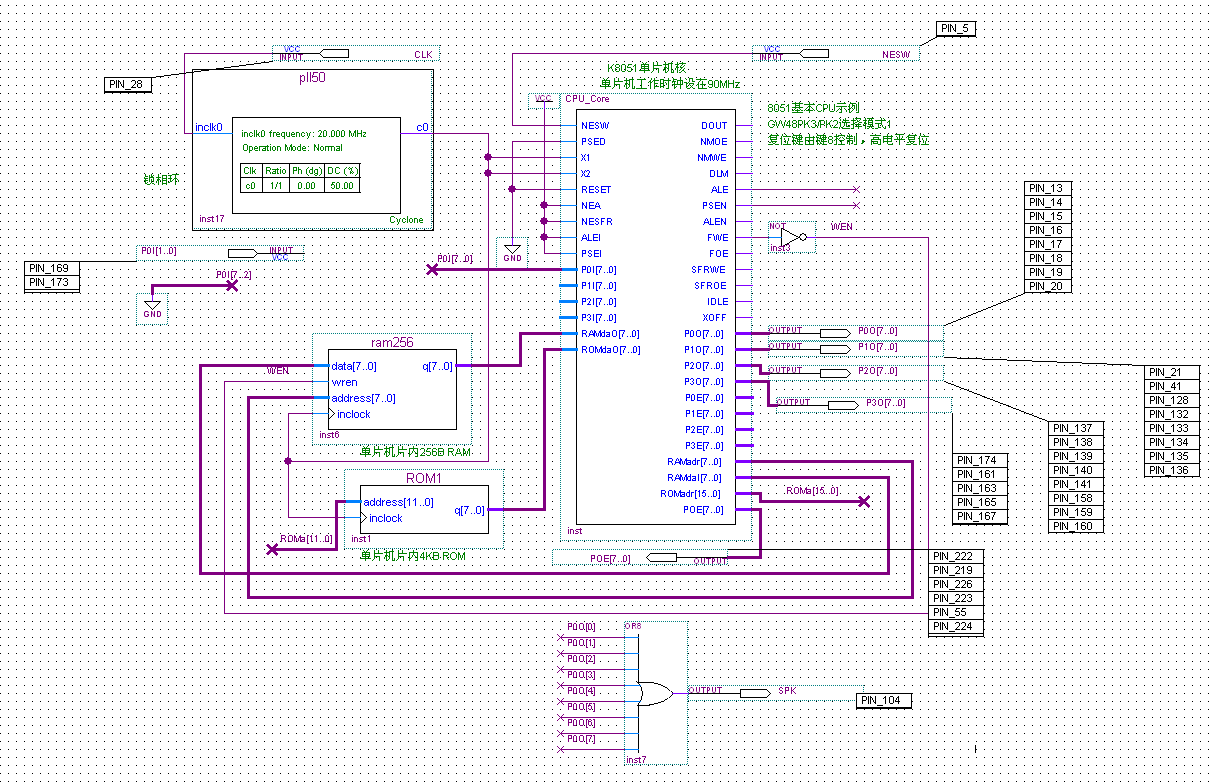 PIN_5
VCC
INPUT
CLK
VCC
INPUT
NESW
PIN_28
pll50
inclk0
c0
inclk0 frequency: 20.000 MHz
Operation Mode: Normal
Clk Ratio Ph (dg) DC (%)
c0 1/1 0.00 50.00
inst17
Cyclone
锁相环
K8051单片机核
单片机工作时钟设在90MHz
8051基本CPU示例
GW48PK3/PK2选择模式1
复位键由键8控制，高电平复位
VCC
CPU_Core
NESW
PSED
X1
X2
RESET
NEA
NESFR
ALEI
PSEI
P0I[7..0]
P1I[7..0]
P2I[7..0]
P3I[7..0]
RAMdaO[7..0]
ROMdaO[7..0]
DOUT
NMOE
NMWE
DLM
ALE
PSEN
ALEN
FWE
FOE
SFRWE
SFROE
IDLE
XOFF
P0O[7..0]
P1O[7..0]
P2O[7..0]
P3O[7..0]
P0E[7..0]
P1E[7..0]
P2E[7..0]
P3E[7..0]
RAMadr[7..0]
RAMdaI[7..0]
ROMadr[15..0]
POE[7..0]
inst
GND
NOT
inst3
WEN
P0I[1..0]
INPUT
VCC
PIN_169
PIN_173
P0I[7..2]
GND
P0I[7..0]
ram256
data[7..0]
q[7..0]
wren
address[7..0]
inclock
inst6
WEN
单片机片内256B RAM
ROM1
address[11..0]
q[7..0]
inclock
inst1
ROMa[11..0]
单片机片内4KB ROM
OUTPUT
P0O[7..0]
OUTPUT
P1O[7..0]
OUTPUT
P2O[7..0]
OUTPUT
P3O[7..0]
ROMa[15..0]
POE[7..0]
OUTPUT
PIN_13
PIN_14
PIN_15
PIN_16
PIN_17
PIN_18
PIN_19
PIN_20
PIN_21
PIN_41
PIN_128
PIN_132
PIN_133
PIN_134
PIN_135
PIN_136
PIN_137
PIN_138
PIN_139
PIN_140
PIN_141
PIN_158
PIN_159
PIN_160
PIN_174
PIN_161
PIN_163
PIN_165
PIN_167
PIN_222
PIN_219
PIN_226
PIN_223
PIN_55
PIN_224
OR8
P0O[0]
P0O[1]
P0O[2]
P0O[3]
P0O[4]
P0O[5]
P0O[6]
P0O[7]
inst7
OUTPUT
SPK
PIN_104